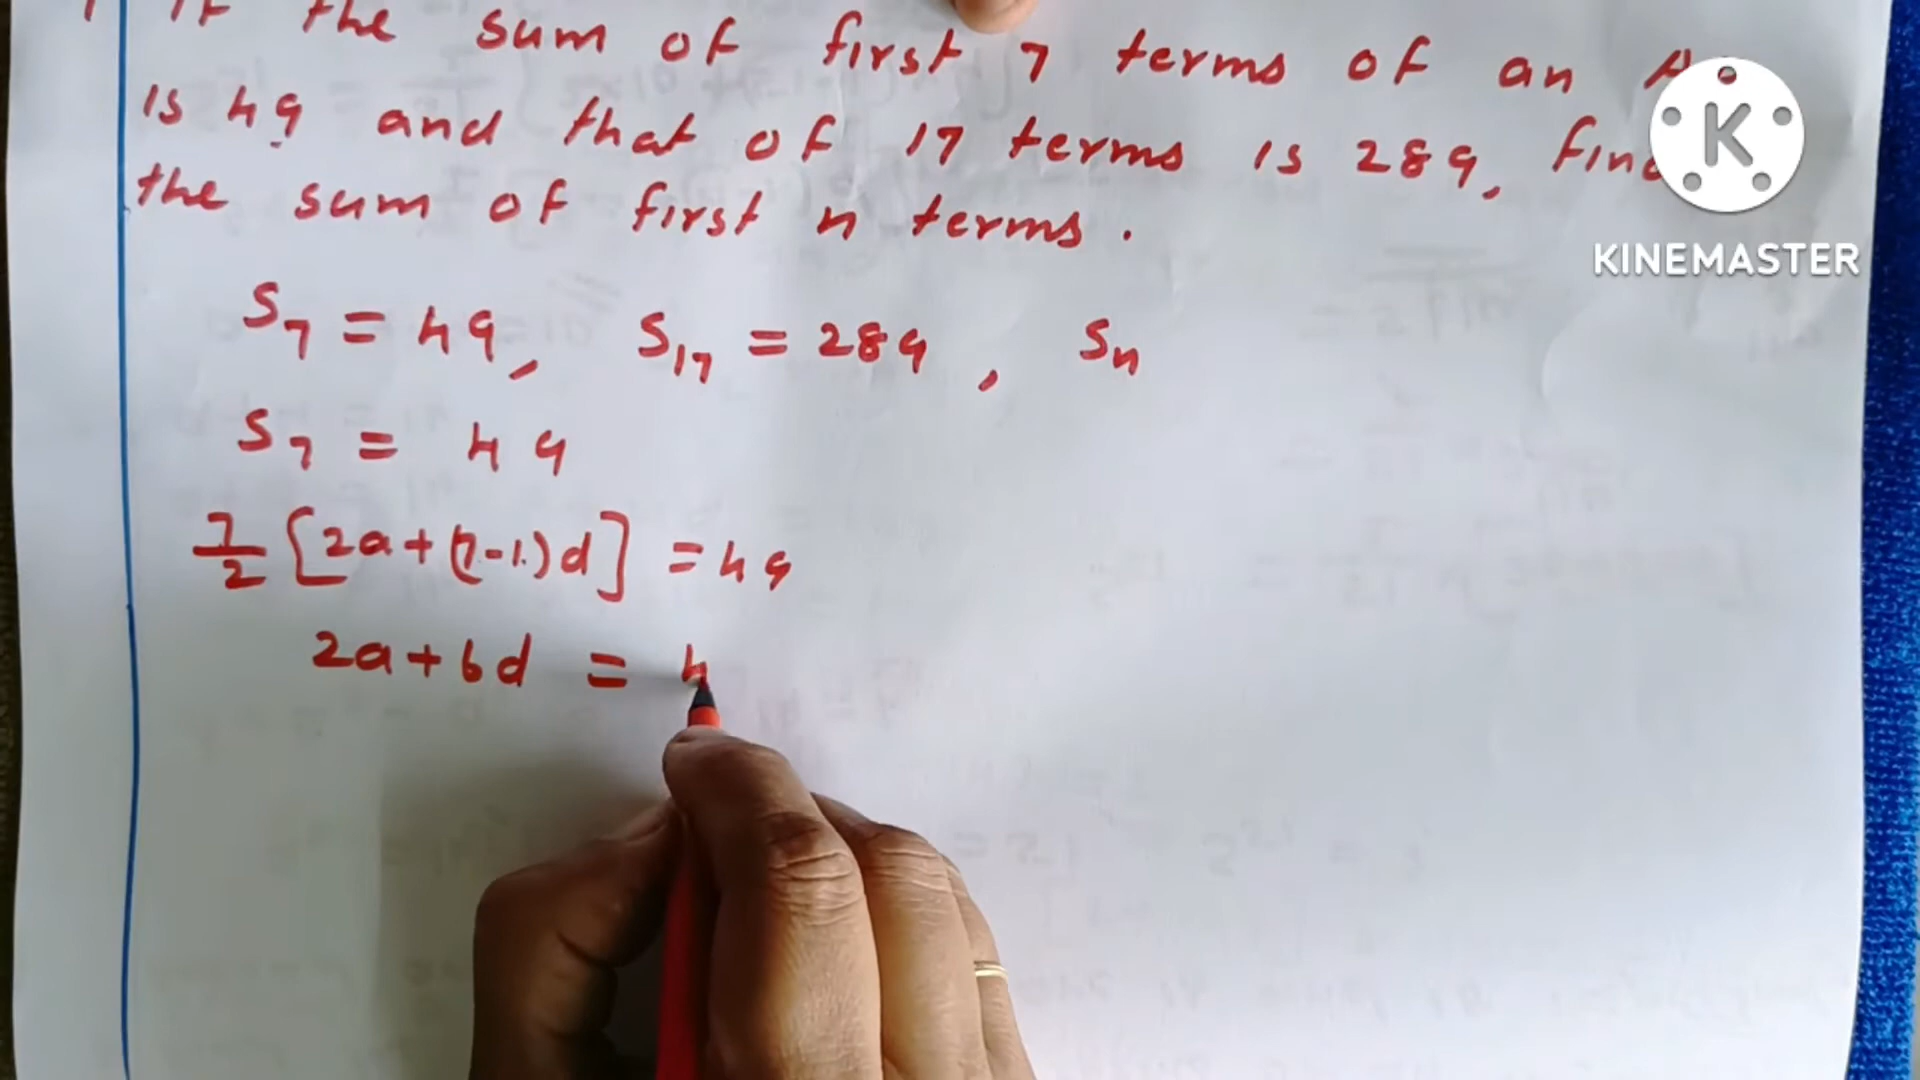 If the sum of first 7 terms of an A.
is 49 and that of 17 terms is 289, find
the sum of first n terms.
KINEMASTER
S₇ = 49, S₁₇ = 289, Sₙ
S₇ = 49
7/2 [2a+(7-1)d] = 49
2a+6d = 4